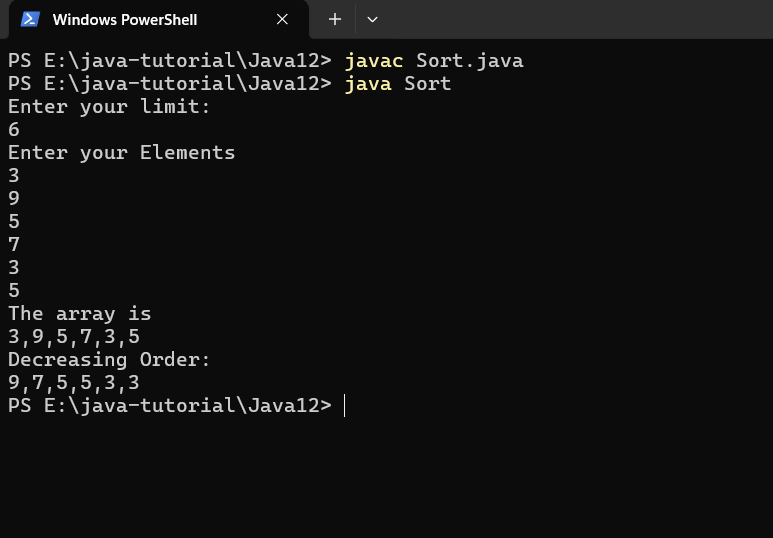 Windows PowerShell
PS E:\java-tutorial\Java12> javac Sort.java
PS E:\java-tutorial\Java12> java Sort
Enter your limit:
6
Enter your Elements
3
9
5
7
3
5
The array is
3,9,5,7,3,5
Decreasing Order:
9,7,5,5,3,3
PS E:\java-tutorial\Java12>